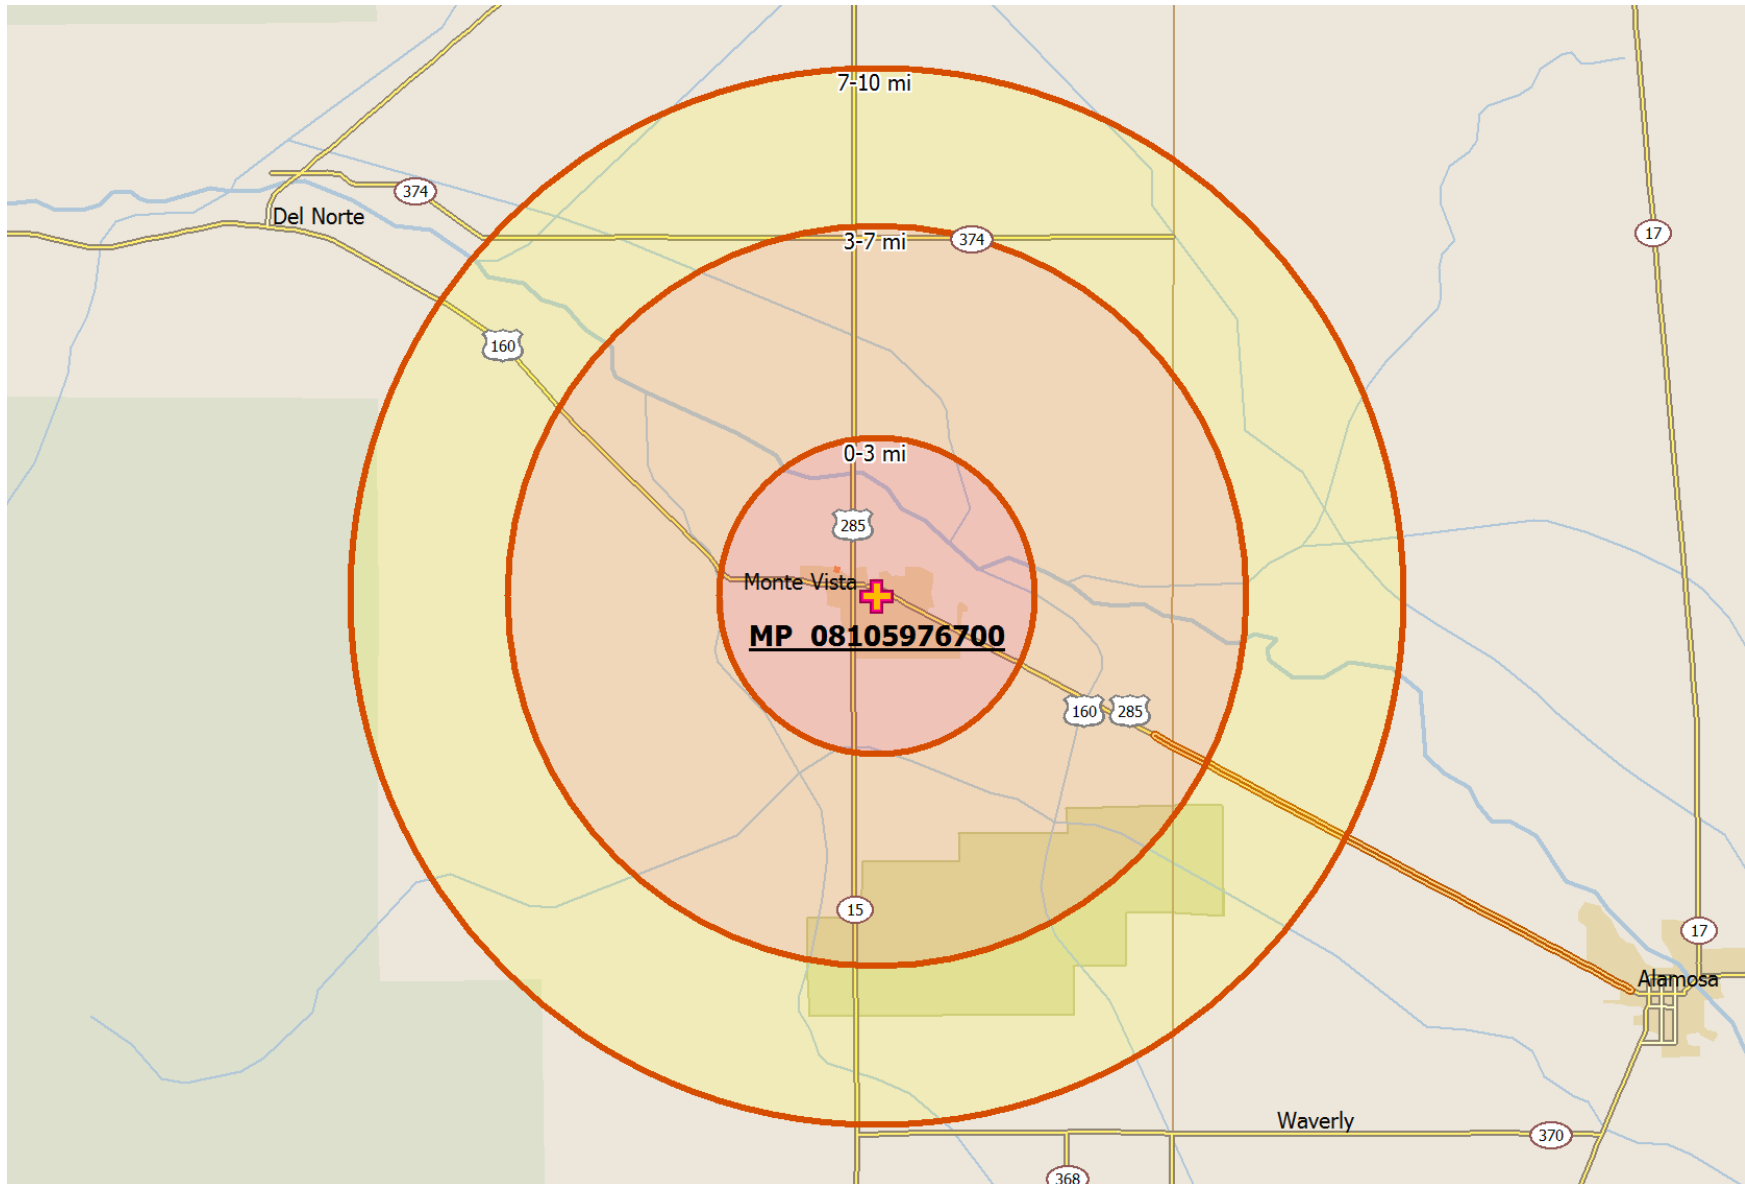 7-10 mi
374
Del Norte
17
3-7 mi
374
160
0-3 mi
285
Monte Vista
MP 08105976700
160
285
15
17
Alamosa
Waverly
370
368